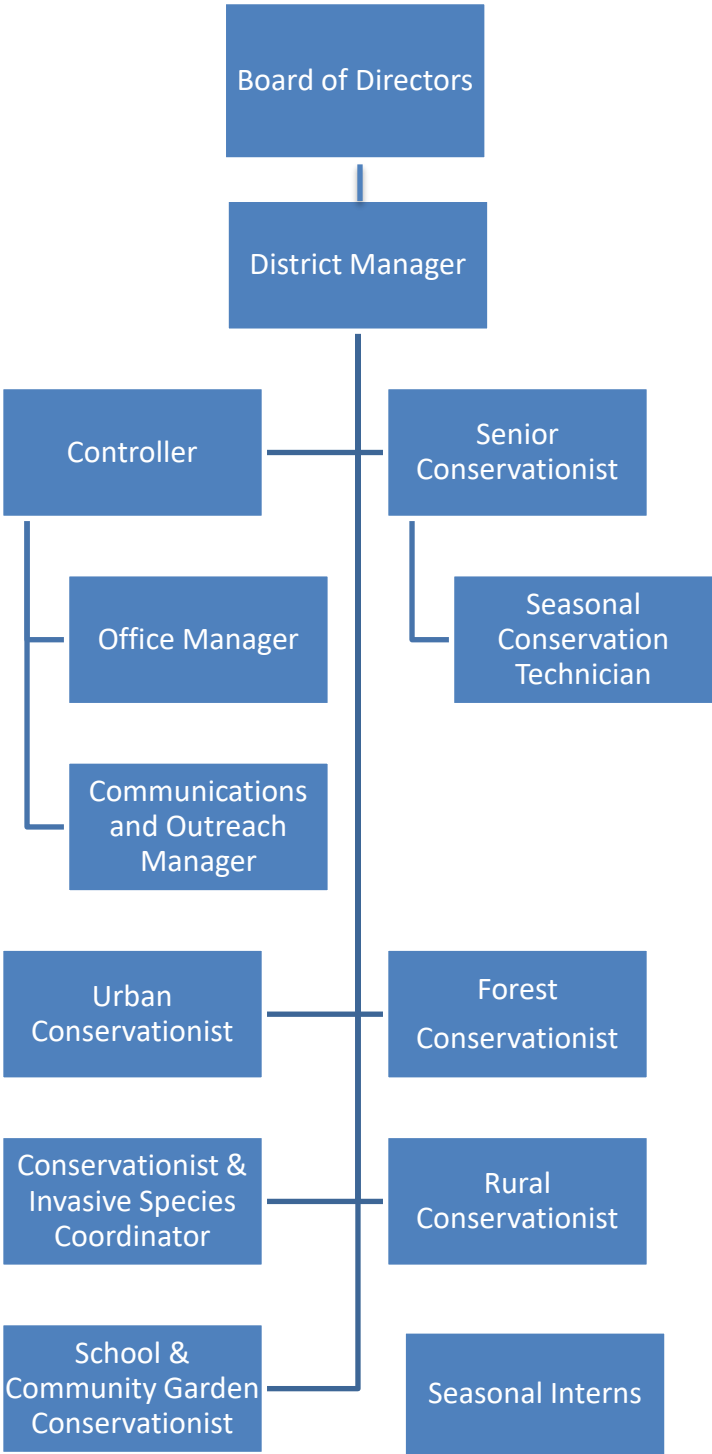 Board of Directors
District Manager
Controller
Senior
Conservationist
Office Manager
Seasonal
Conservation
Technician
Communications
and Outreach
Manager
Urban
Conservationist
Forest
Conservationist
Conservationist &
Invasive Species
Coordinator
Rural
Conservationist
School &
Community Garden
Conservationist
Seasonal Interns